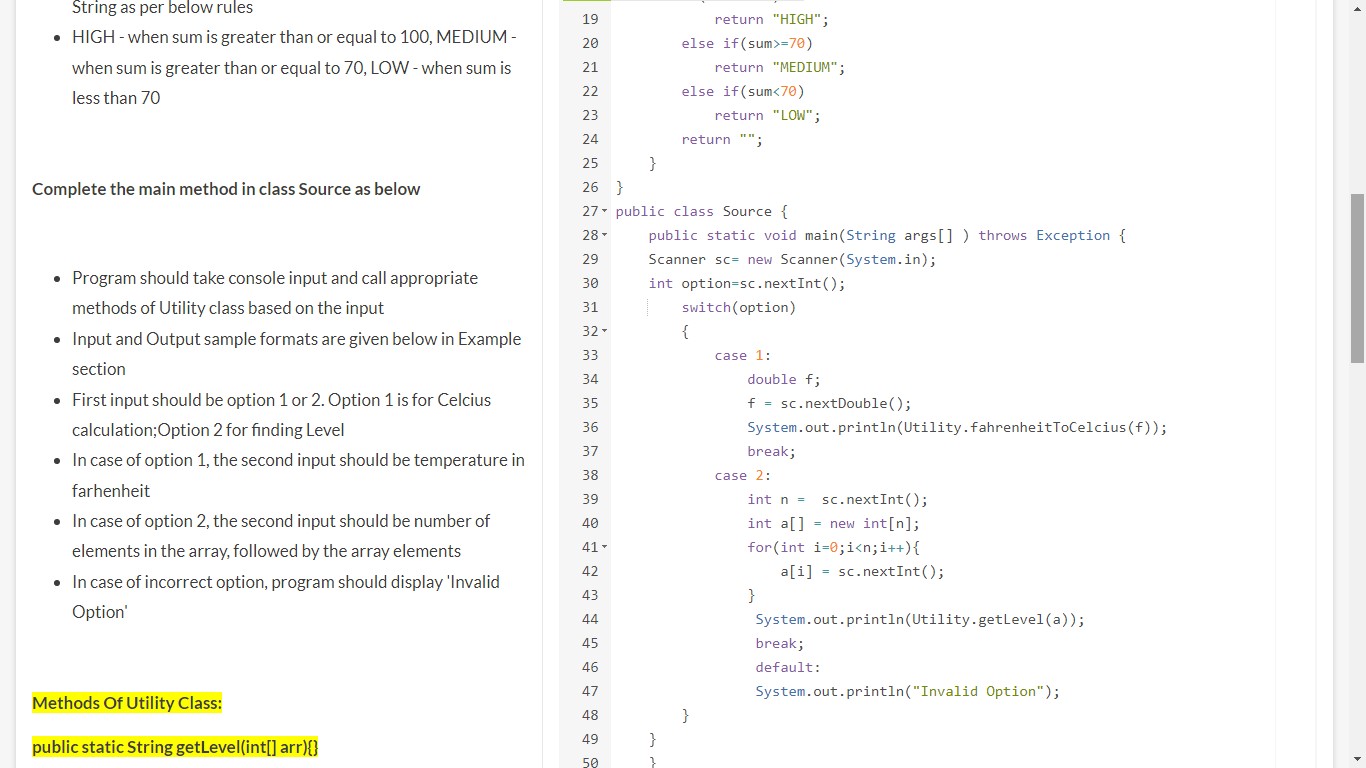 String as per below rules
HIGH - when sum is greater than or equal to 100, MEDIUM -
when sum is greater than or equal to 70, LOW - when sum is
less than 70
Complete the main method in class Source as below
Program should take console input and call appropriate
methods of Utility class based on the input
Input and Output sample formats are given below in Example
section
First input should be option 1 or 2. Option 1 is for Celcius
calculation;Option 2 for finding Level
In case of option 1, the second input should be temperature in
farhenheit
In case of option 2, the second input should be number of
elements in the array, followed by the array elements
In case of incorrect option, program should display 'Invalid
Option'
Methods Of Utility Class:
public static String getLevel(int[] arr){}
19 return "HIGH";
20 else if(sum>=70)
21 return "MEDIUM";
22 else if(sum<70)
23 return "LOW";
24 return "";
25 }
26 }
27 public class Source {
28 public static void main(String args[] ) throws Exception {
29 Scanner sc= new Scanner(System.in);
30 int option=sc.nextInt();
31 switch(option)
32 {
33 case 1:
34 double f;
35 f = sc.nextDouble();
36 System.out.println(Utility.fahrenheitToCelcius(f));
37 break;
38 case 2:
39 int n =  sc.nextInt();
40 int a[] = new int[n];
41 for(int i=0;i<n;i++){
42 a[i] = sc.nextInt();
43 }
44 System.out.println(Utility.getLevel(a));
45 break;
46 default:
47 System.out.println("Invalid Option");
48 }
49 }
50 }